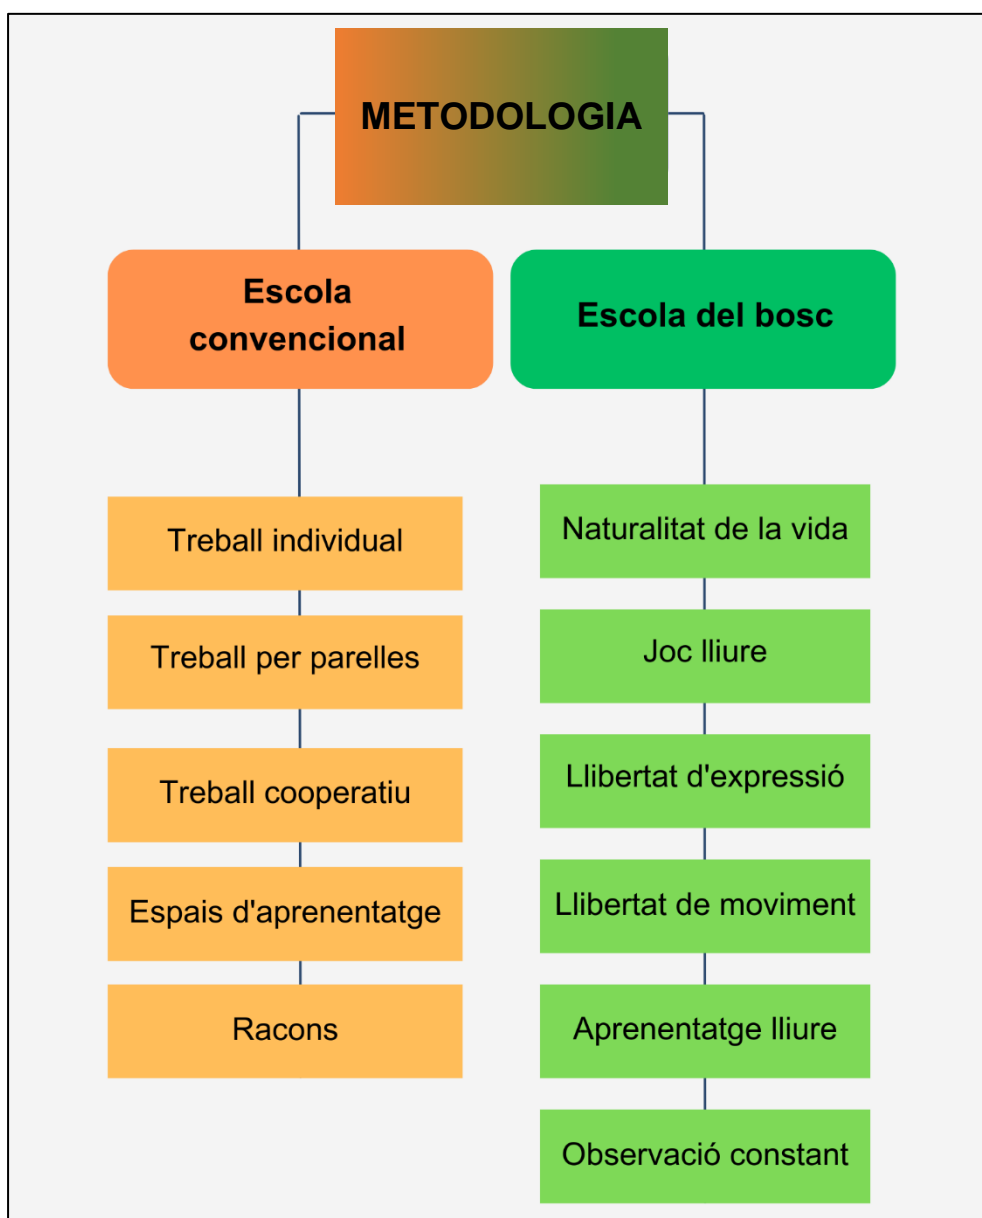 METODOLOGIA
Escola
convencional
Treball individual
Treball per parelles
Treball cooperatiu
Espais d'aprenentatge
Racons
Escola del bosc
Naturalitat de la vida
Joc lliure
Llibertat d'expressió
Llibertat de moviment
Aprenentatge lliure
Observació constant